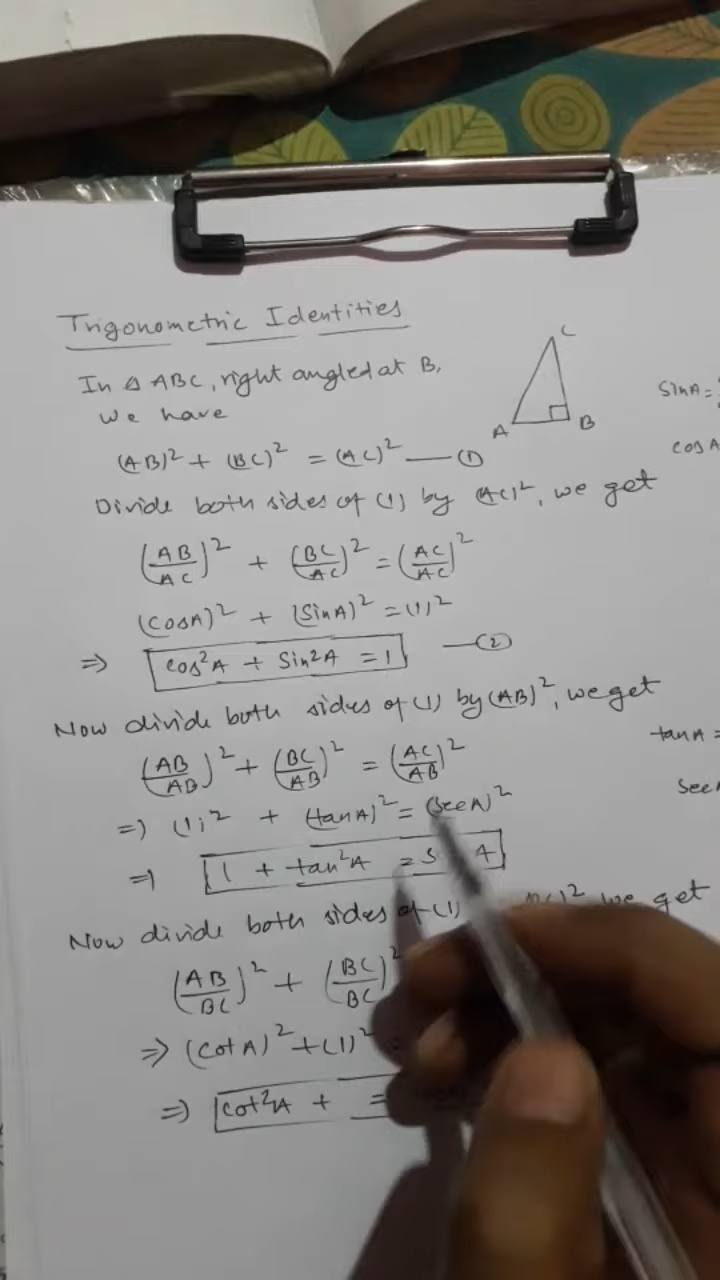 Trigonometric Identities
In △ ABC, right angled at B,
we have
C
A
B
sinA=
cosA
(AB)² + (BC)² = (AC)² — (1)
Divide both sides of (1) by (AC)², we get
(AB/AC)² + (BC/AC)² = (AC/AC)²
(CosA)² + (SinA)² = (1)²
⇒ cos²A + Sin²A = 1 — (2)
Now divide both sides of (1) by (AB)², we get
tanA =
(AB/AB)² + (BC/AB)² = (AC/AB)²
⇒ (1)² + (tanA)² = (SecA)²
⇒ 1 + tan²A = S A
Now divide both sides of (1) we get
(AB/BC)² + (BC/BC)²
⇒ (CotA)² + (1)²
⇒ Cot²A + =